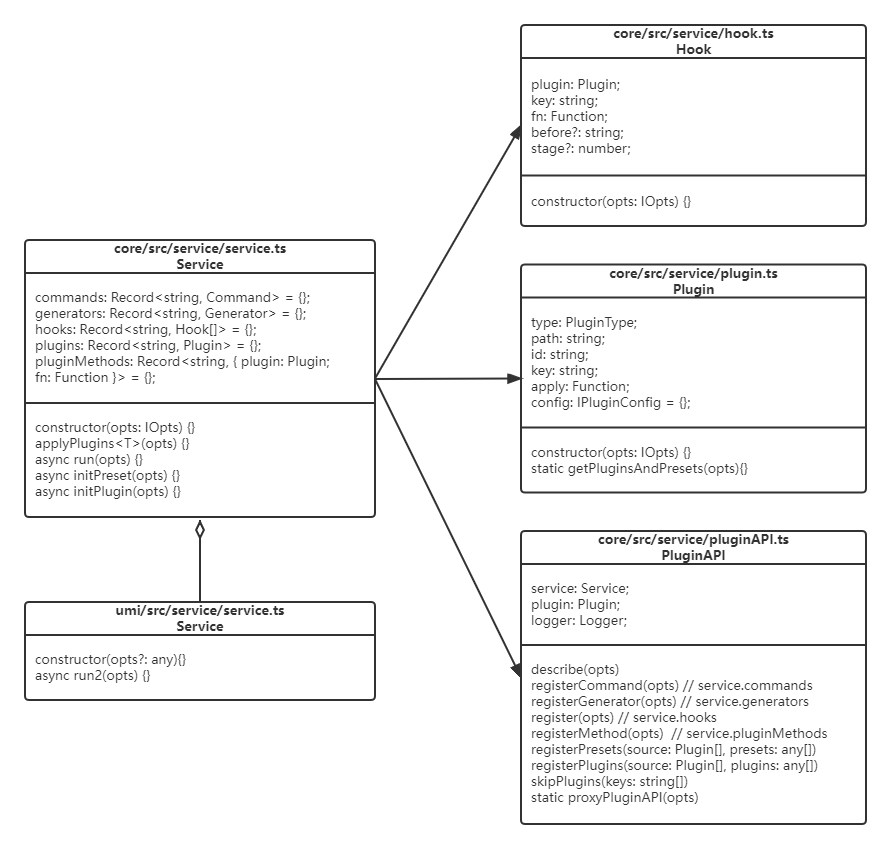 core/src/service/hook.ts
Hook
plugin: Plugin;
key: string;
fn: Function;
before?: string;
stage?: number;
constructor(opts: IOpts) {}
core/src/service/service.ts
Service
commands: Record<string, Command> = {};
generators: Record<string, Generator> = {};
hooks: Record<string, Hook[]> = {};
plugins: Record<string, Plugin> = {};
pluginMethods: Record<string, { plugin: Plugin;
fn: Function }> = {};
constructor(opts: IOpts) {}
applyPlugins<T>(opts) {}
async run(opts) {}
async initPreset(opts) {}
async initPlugin(opts) {}
core/src/service/plugin.ts
Plugin
type: PluginType;
path: string;
id: string;
key: string;
apply: Function;
config: IPluginConfig = {};
constructor(opts: IOpts) {}
static getPluginsAndPresets(opts){}
umi/src/service/service.ts
Service
constructor(opts?: any){}
async run2(opts) {}
core/src/service/pluginAPI.ts
PluginAPI
service: Service;
plugin: Plugin;
logger: Logger;
describe(opts)
registerCommand(opts) // service.commands
registerGenerator(opts) // service.generators
register(opts) // service.hooks
registerMethod(opts)  // service.pluginMethods
registerPresets(source: Plugin[], presets: any[])
registerPlugins(source: Plugin[], plugins: any[])
skipPlugins(keys: string[])
static proxyPluginAPI(opts)